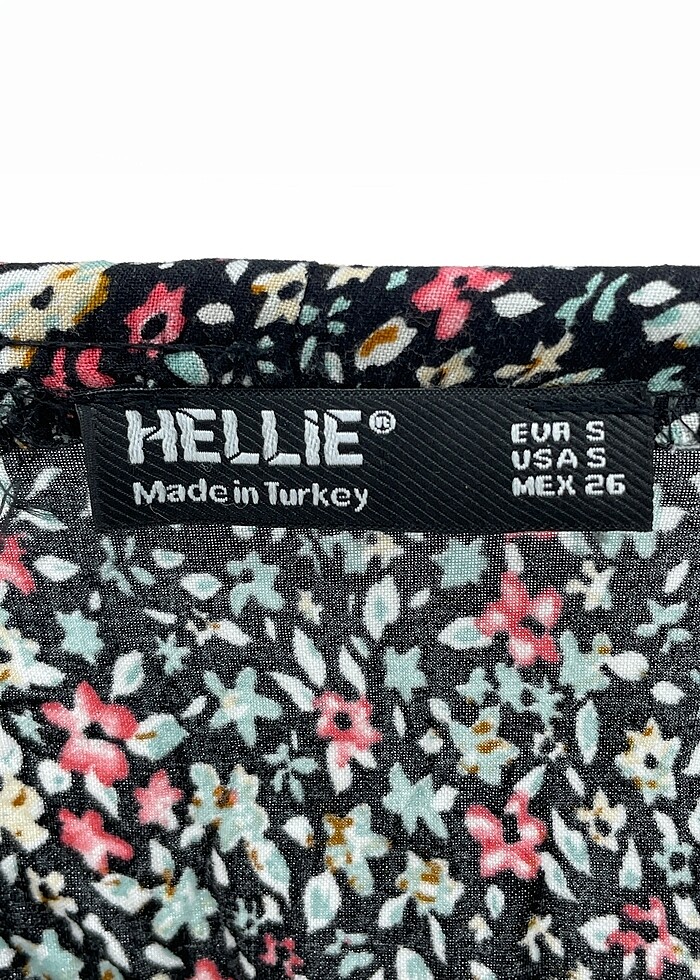 HELLiE®
Made in Turkey
EUR S
USA S
MEX 26